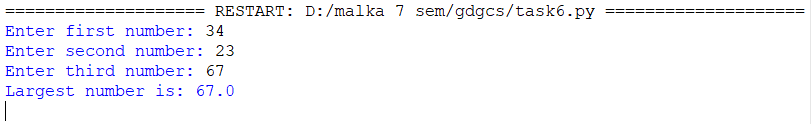 ==================== RESTART: D:/malka 7 sem/gdgcs/task6.py ====================
Enter first number: 34
Enter second number: 23
Enter third number: 67
Largest number is: 67.0